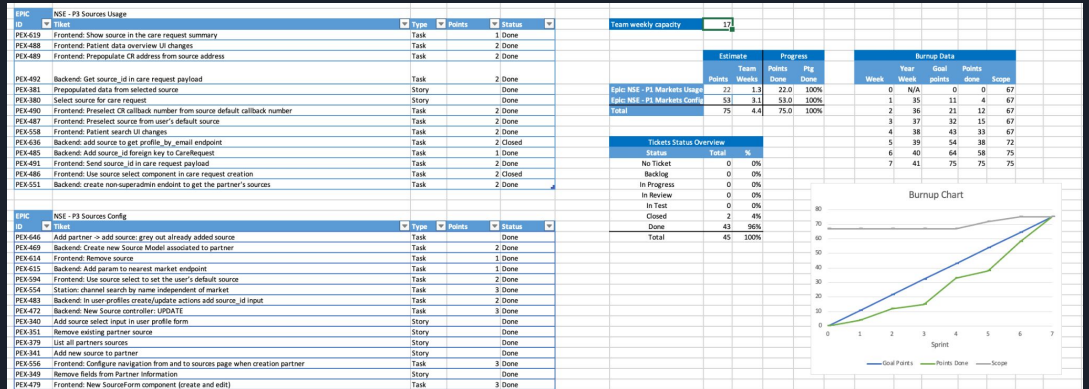 EPIC NSE - P3 Sources Usage
ID Tiket Type Points Status
PEX-619 Frontend: Show source in the care request summary Task 1 Done
PEX-488 Frontend: Patient data overview UI changes Task 2 Done
PEX-489 Frontend: Prepopulate CR address from source address Task 2 Done
PEX-492 Backend: Get source_id in care request payload Task 2 Done
PEX-381 Prepopulated data from selected source Story Done
PEX-380 Select source for care request Story Done
PEX-490 Frontend: Preselect CR callback number from source default callback number Task 2 Done
PEX-487 Frontend: Preselect source from user's default source Task 2 Done
PEX-558 Frontend: Patient search UI changes Task 2 Done
PEX-636 Backend: add source to get profile_by_email endpoint Task 2 Closed
PEX-485 Backend: Add source_id foreign key to CareRequest Task 1 Done
PEX-491 Frontend: Send source_id in care request payload Task 2 Done
PEX-486 Frontend: Use source select component in care request creation Task 2 Closed
PEX-551 Backend: create non-superadmin endoint to get the partner's sources Task 2 Done
EPIC NSE - P3 Sources Config
ID Tiket Type Points Status
PEX-646 Add partner -> add source: grey out already added source Task Done
PEX-469 Backend: Create new Source Model associated to partner Task 2 Done
PEX-614 Frontend: Remove source Task 1 Done
PEX-615 Backend: Add param to nearest market endpoint Task 1 Done
PEX-594 Frontend: Use source select to set the user's default source Task 2 Done
PEX-554 Station: channel search by name independent of market Task 3 Done
PEX-483 Backend: In user-profiles create/update actions add source_id input Task 2 Done
PEX-472 Backend: New Source controller: UPDATE Task 3 Done
PEX-340 Add source select input in user profile form Story Done
PEX-351 Remove existing partner source Story Done
PEX-379 List all partners sources Story Done
PEX-341 Add new source to partner Story Done
PEX-556 Frontend: Configure navigation from and to sources page when creation partner Task 3 Done
PEX-349 Remove fields from Partner Information Story Done
PEX-479 Frontend: New SourceForm component (create and edit) Task 3 Done
Team weekly capacity 17
Estimate Progress
Points Team Weeks Points Done Ptg Done
Epic: NSE - P1 Markets Usage 22 1.3 22.0 100%
Epic: NSE - P1 Markets Config 53 3.1 53.0 100%
Total 75 4.4 75.0 100%
Tickets Status Overview
Status Total %
No Ticket 0 0%
Backlog 0 0%
In Progress 0 0%
In Review 0 0%
In Test 0 0%
Closed 2 4%
Done 43 96%
Total 45 100%
Burnup Data
Week Year Week Goal points Points done Scope
0 N/A 0 0 67
1 35 11 4 67
2 36 21 12 67
3 37 32 15 67
4 38 43 33 67
5 39 54 38 72
6 40 64 58 75
7 41 75 75 75
Burnup Chart
80
70
60
50
40
30
20
10
0
0 1 2 3 4 5 6 7
Sprint
Goal Points Points Done Scope